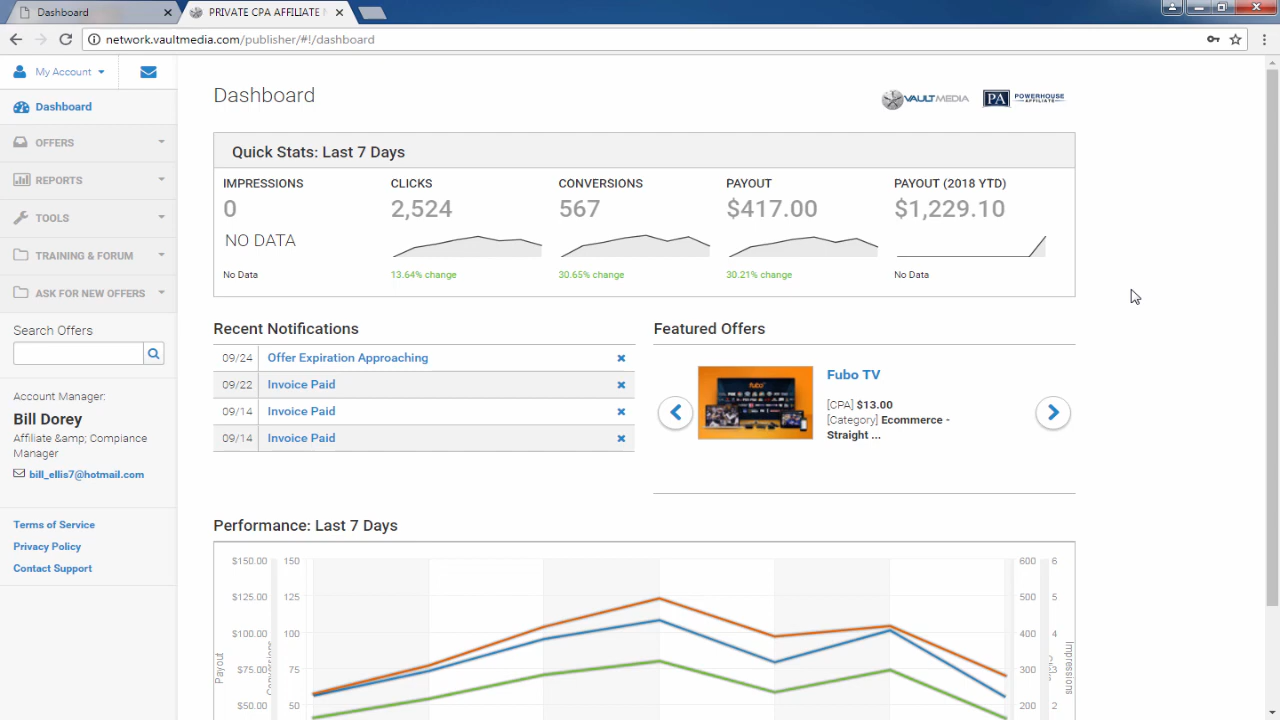 Dashboard
PRIVATE CPA AFFILIATE
network.vaultmedia.com/publisher/#!/dashboard
My Account
Dashboard
OFFERS
REPORTS
TOOLS
TRAINING & FORUM
ASK FOR NEW OFFERS
Search Offers
Account Manager:
Bill Dorey
Affiliate &amp; Compliance
Manager
bill_ellis7@hotmail.com
Terms of Service
Privacy Policy
Contact Support
Dashboard
VAULTMEDIA
PA POWERHOUSE
AFFILIATE
Quick Stats: Last 7 Days
IMPRESSIONS CLICKS CONVERSIONS PAYOUT PAYOUT (2018 YTD)
0 2,524 567 $417.00 $1,229.10
NO DATA
No Data 13.64% change 30.65% change 30.21% change No Data
Recent Notifications
09/24 Offer Expiration Approaching
09/22 Invoice Paid
09/14 Invoice Paid
09/14 Invoice Paid
Featured Offers
fubo
Fubo TV
[CPA] $13.00
[Category] Ecommerce -
Straight ...
Performance: Last 7 Days
$150.00 150 600 6
$125.00 125 500 5
$100.00 100 400 4
$75.00 75 300 3
$50.00 50 200 2
Payout
Impressions